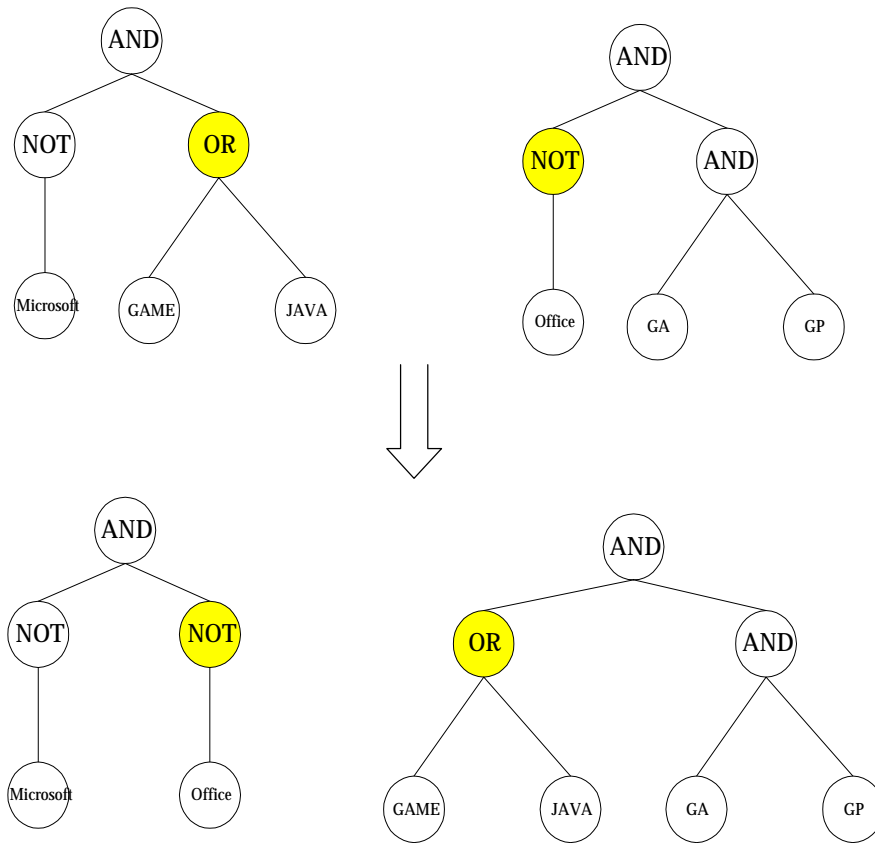 AND
AND
NOT
OR
NOT
AND
Microsoft
GAME
JAVA
Office
GA
GP
AND
AND
NOT
NOT
OR
AND
Microsoft
Office
GAME
JAVA
GA
GP